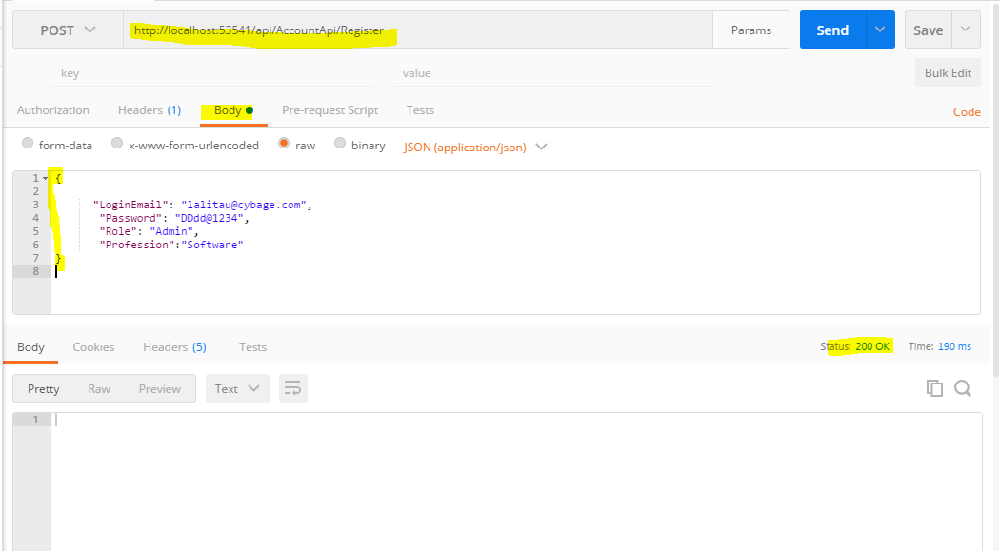 POST http://localhost:53541/api/AccountApi/Register Params Send Save
key value Bulk Edit
Authorization Headers (1) Body Pre-request Script Tests Code
form-data x-www-form-urlencoded raw binary JSON (application/json)
1 {
2
3 "LoginEmail": "lalitau@cybage.com",
4 "Password": "DDdd@1234",
5 "Role": "Admin",
6 "Profession":"Software"
7 }
8
Body Cookies Headers (5) Tests Status: 200 OK Time: 190 ms
Pretty Raw Preview Text
1